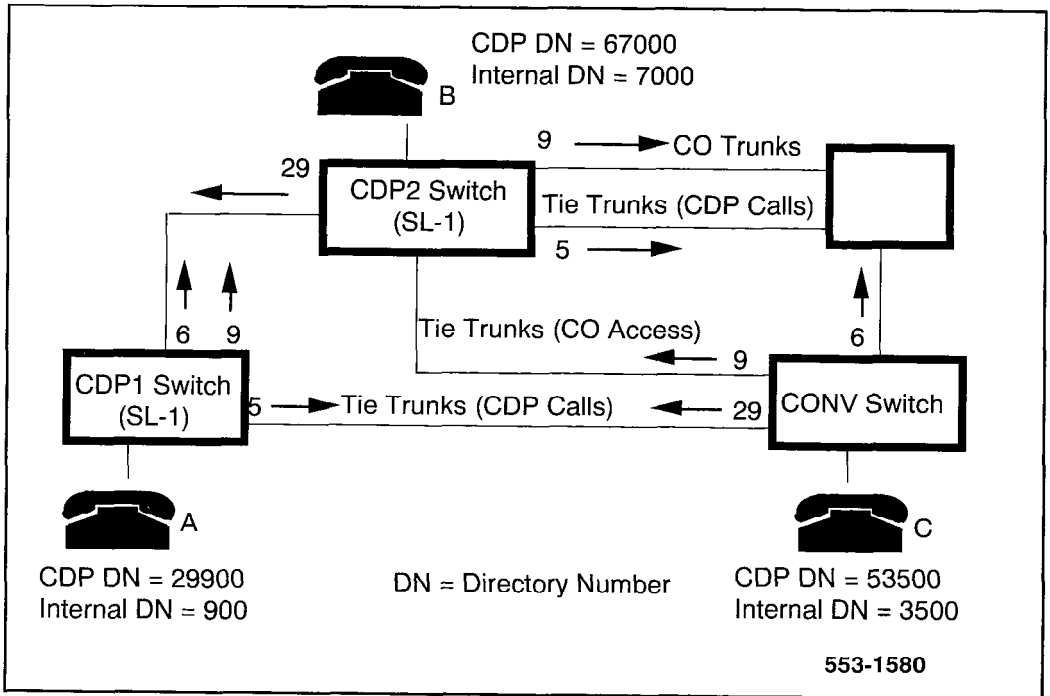 CDP DN = 67000
Internal DN = 7000
B
9
CO Trunks
29
CDP2 Switch
(SL-1)
Tie Trunks (CDP Calls)
5
6 9
Tie Trunks (CO Access)
9
6
CDP1 Switch
(SL-1)
5
Tie Trunks (CDP Calls)
29
CONV Switch
A
C
CDP DN = 29900
Internal DN = 900
DN = Directory Number
CDP DN = 53500
Internal DN = 3500
553-1580